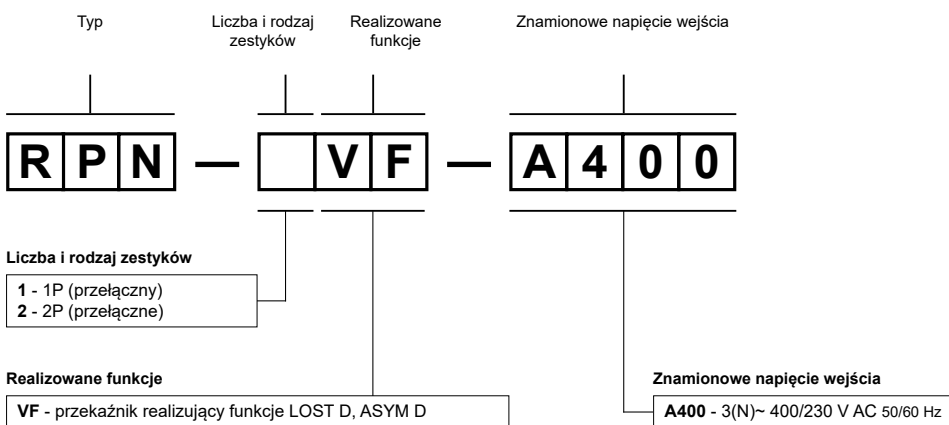 Typ
Liczba i rodzaj
zestyków
Realizowane
funkcje
Znamionowe napięcie wejścia
R P N — V F — A 4 0 0
Liczba i rodzaj zestyków
1 - 1P (przełączny)
2 - 2P (przełączne)
Realizowane funkcje
VF - przekaźnik realizujący funkcje LOST D, ASYM D
Znamionowe napięcie wejścia
A400 - 3(N)~ 400/230 V AC 50/60 Hz